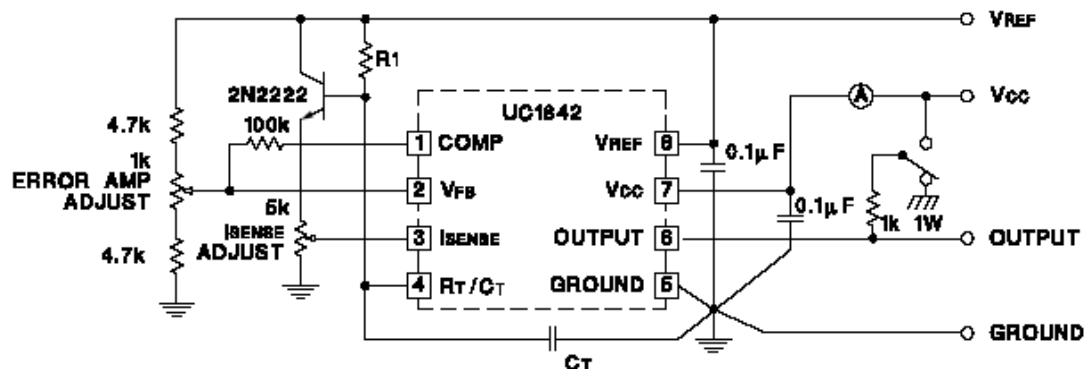 VREF
R1
A
VCC
2N2222
UC1842
4.7k
100k
1 COMP
VREF 8
0.1µ F
1k
ERROR AMP
ADJUST
2 VFB
VCC 7
0.1µ F
5k
ISENSE
ADJUST
3 ISENSE
OUTPUT 6
1k
1W
OUTPUT
4.7k
4 RT/CT
GROUND 5
GROUND
CT